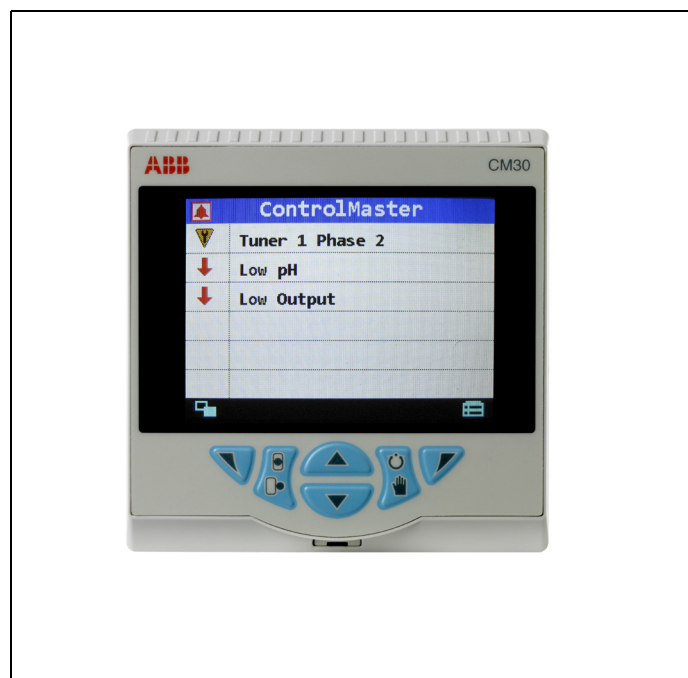 ABB
CM30
ControlMaster
Tuner 1 Phase 2
Low pH
Low Output